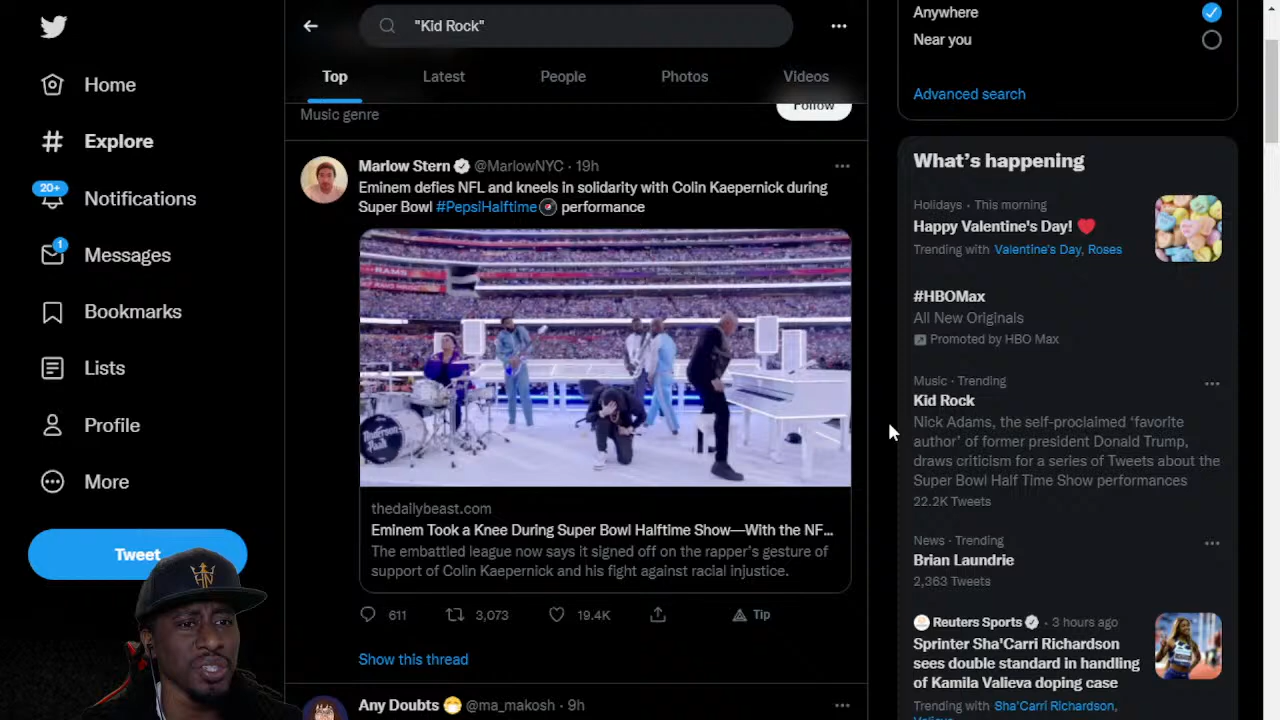 Home
Explore
20+
Notifications
1
Messages
Bookmarks
Lists
Profile
More
Tweet
"Kid Rock"
Top
Latest
People
Photos
Videos
Music genre
Follow
Marlow Stern @MarlowNYC · 19h
Eminem defies NFL and kneels in solidarity with Colin Kaepernick during
Super Bowl #PepsiHalftime performance
RAMS
thedailybeast.com
Eminem Took a Knee During Super Bowl Halftime Show—With the NF...
The embattled league now says it signed off on the rapper's gesture of
support of Colin Kaepernick and his fight against racial injustice.
611
3,073
19.4K
Tip
Show this thread
Any Doubts @ma_makosh · 9h
Anywhere
Near you
Advanced search
What's happening
Holidays · This morning
Happy Valentine's Day!
Trending with Valentine's Day, Roses
#HBOMax
All New Originals
Promoted by HBO Max
Music · Trending
Kid Rock
Nick Adams, the self-proclaimed 'favorite
author' of former president Donald Trump,
draws criticism for a series of Tweets about the
Super Bowl Half Time Show performances
22.2K Tweets
News · Trending
Brian Laundrie
2,363 Tweets
Reuters Sports · 3 hours ago
Sprinter Sha'Carri Richardson
sees double standard in handling
of Kamila Valieva doping case
Trending with Sha'Carri Richardson,
Valieva